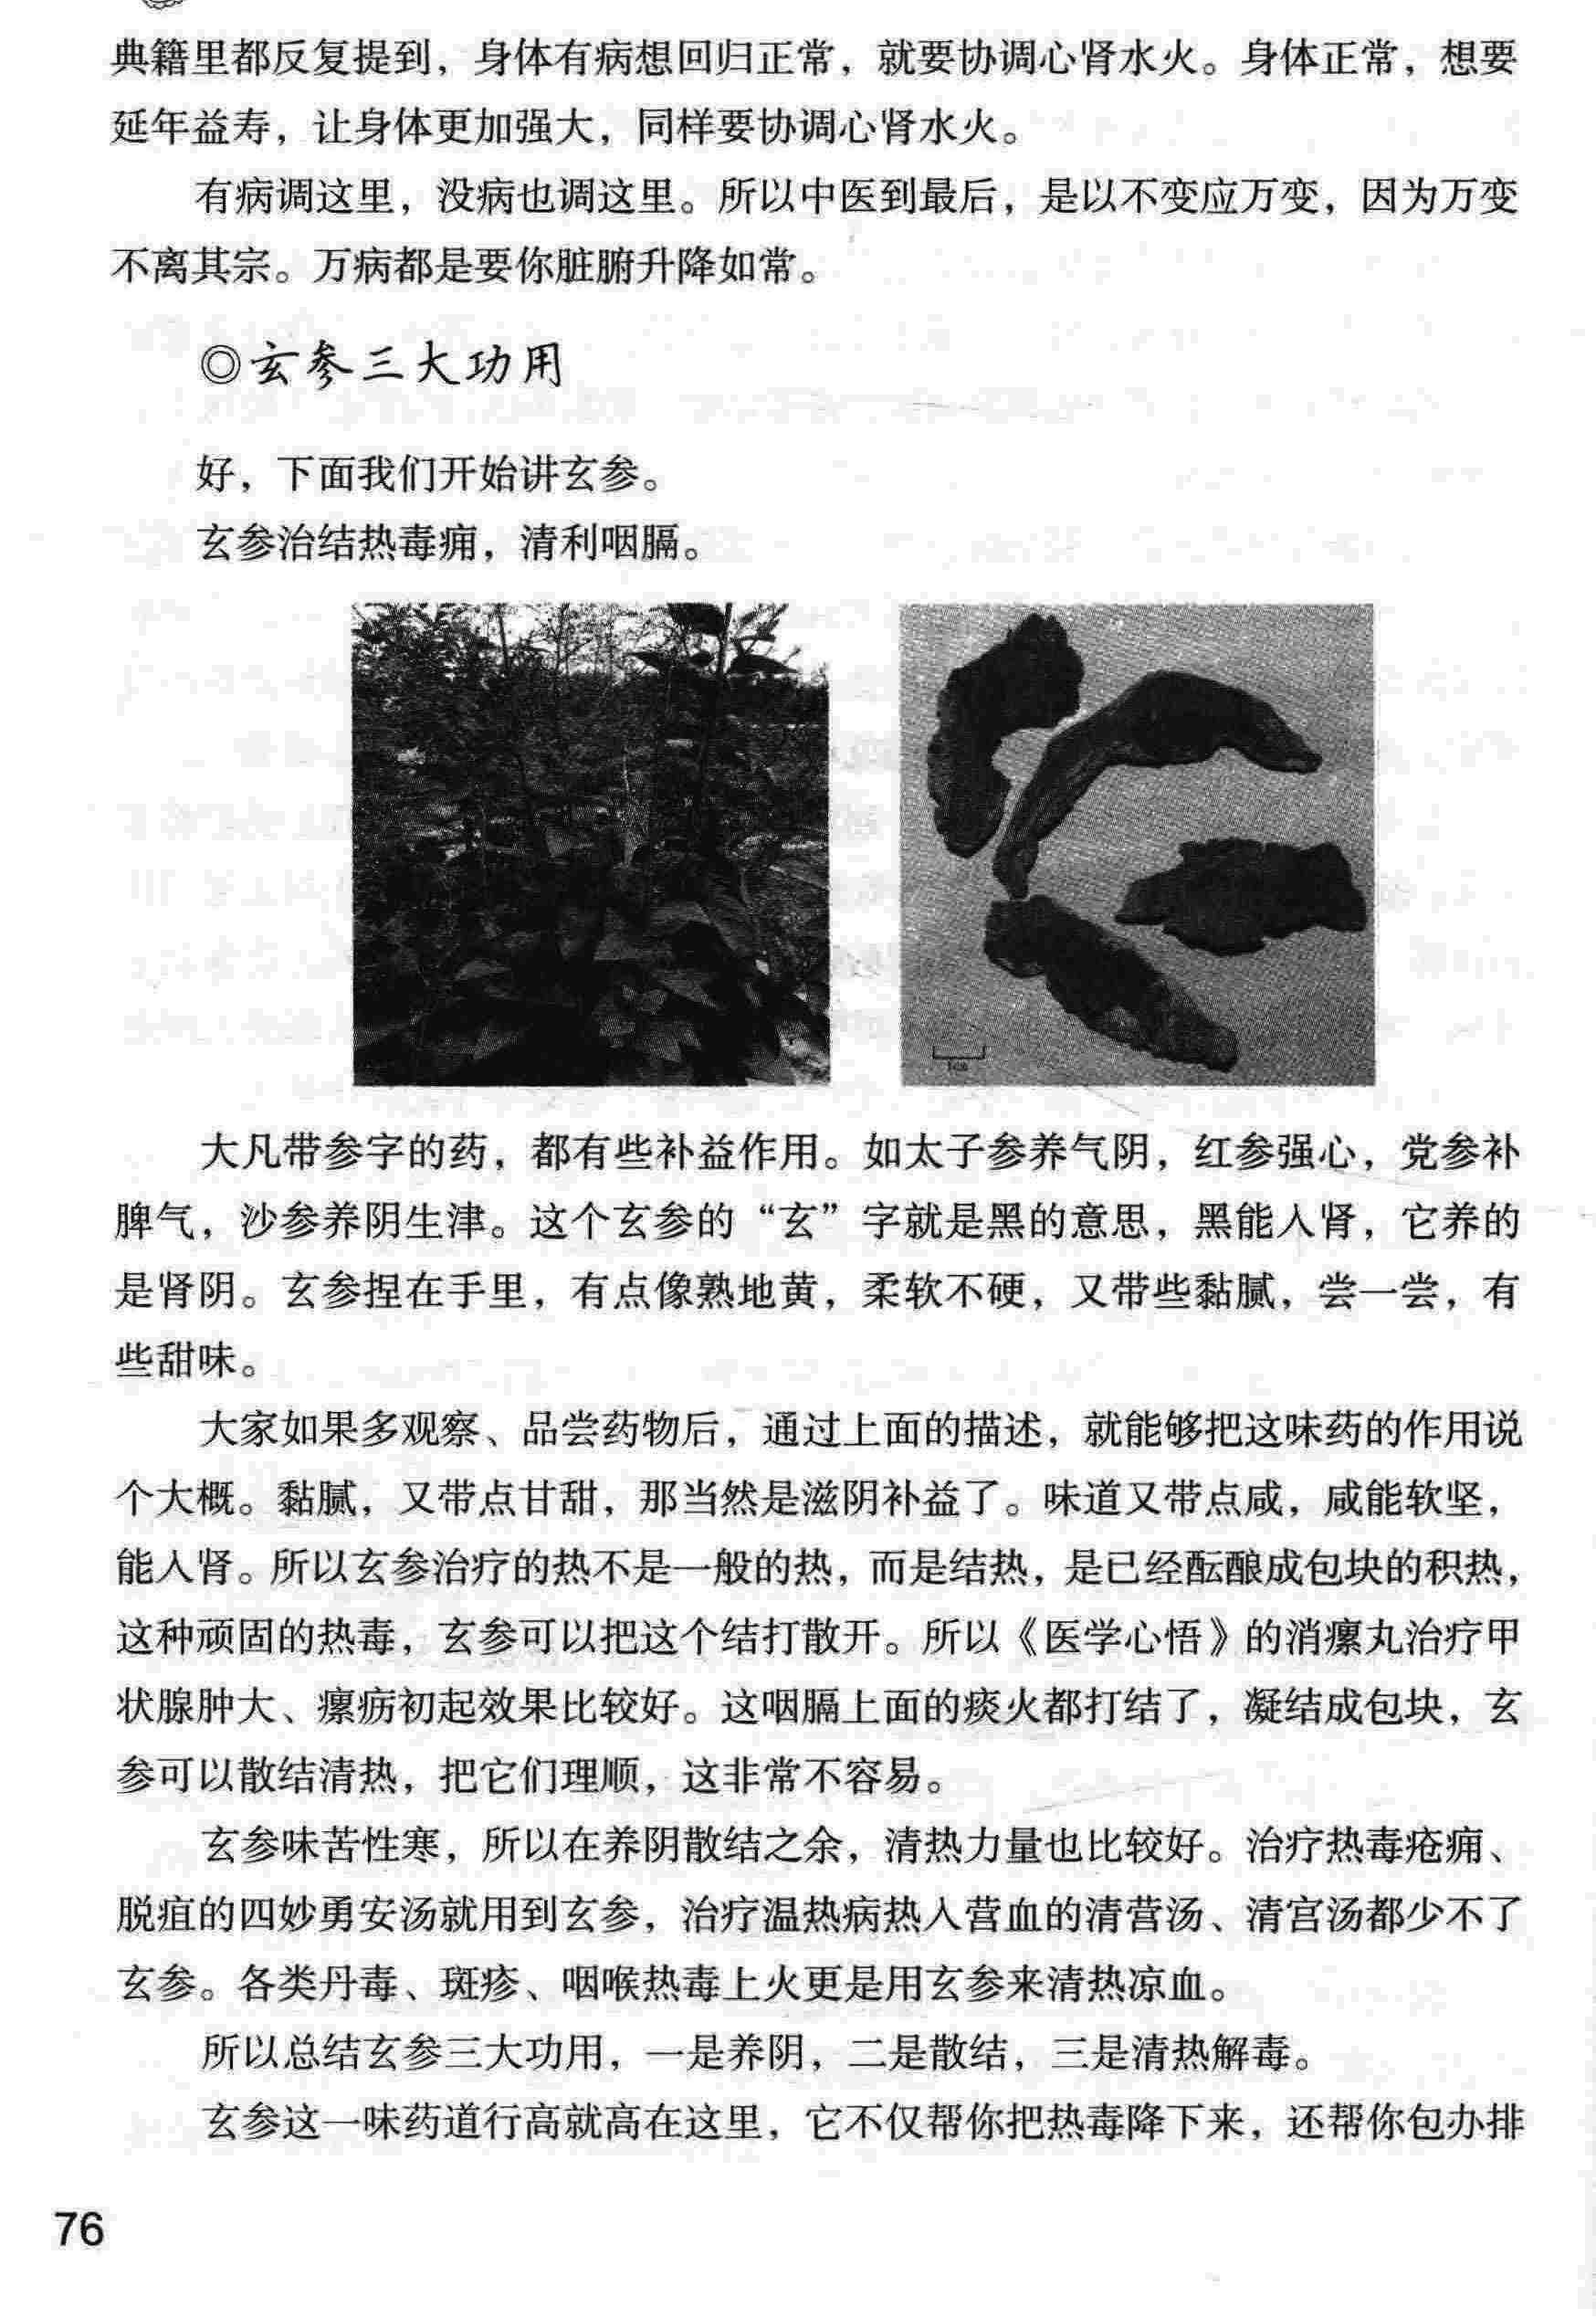 典籍里都反复提到，身体有病想回归正常，就要协调心肾水火。身体正常，想要
延年益寿，让身体更加强大，同样要协调心肾水火。
有病调这里，没病也调这里。所以中医到最后，是以不变应万变，因为万变
不离其宗。万病都是要你脏腑升降如常。
◎玄参三大功用
好，下面我们开始讲玄参。
玄参治结热毒痈，清利咽膈。
1cm
大凡带参字的药，都有些补益作用。如太子参养气阴，红参强心，党参补
脾气，沙参养阴生津。这个玄参的“玄”字就是黑的意思，黑能入肾，它养的
是肾阴。玄参捏在手里，有点像熟地黄，柔软不硬，又带些黏腻，尝一尝，有
些甜味。
大家如果多观察、品尝药物后，通过上面的描述，就能够把这味药的作用说
个大概。黏腻，又带点甘甜，那当然是滋阴补益了。味道又带点咸，咸能软坚，
能入肾。所以玄参治疗的热不是一般的热，而是结热，是已经酝酿成包块的积热，
这种顽固的热毒，玄参可以把这个结打散开。所以《医学心悟》的消瘰丸治疗甲
状腺肿大、瘰疬初起效果比较好。这咽膈上面的痰火都打结了，凝结成包块，玄
参可以散结清热，把它们理顺，这非常不容易。
玄参味苦性寒，所以在养阴散结之余，清热力量也比较好。治疗热毒疮痈、
脱疽的四妙勇安汤就用到玄参，治疗温热病热入营血的清营汤、清宫汤都少不了
玄参。各类丹毒、斑疹、咽喉热毒上火更是用玄参来清热凉血。
所以总结玄参三大功用，一是养阴，二是散结，三是清热解毒。
玄参这一味药道行高就高在这里，它不仅帮你把热毒降下来，还帮你包办排
76